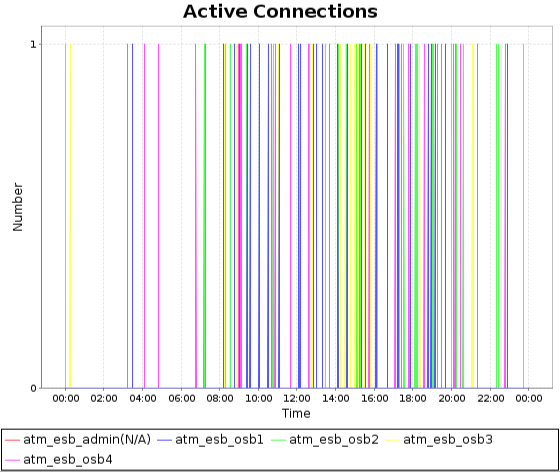 Active Connections
1
Number
0
00:00 02:00 04:00 06:00 08:00 10:00 12:00 14:00 16:00 18:00 20:00 22:00 00:00
Time
atm_esb_admin(N/A) atm_esb_osb1 atm_esb_osb2 atm_esb_osb3
atm_esb_osb4